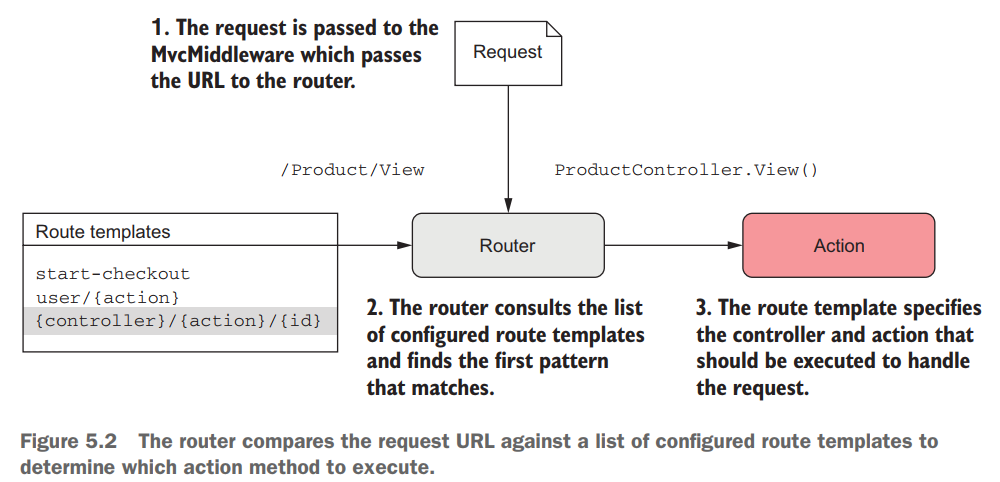 1. The request is passed to the
MvcMiddleware which passes
the URL to the router.
Request
/Product/View
ProductController.View()
Route templates
start-checkout
user/{action}
{controller}/{action}/{id}
Router
Action
2. The router consults the list
of configured route templates
and finds the first pattern
that matches.
3. The route template specifies
the controller and action that
should be executed to handle
the request.
Figure 5.2 The router compares the request URL against a list of configured route templates to
determine which action method to execute.